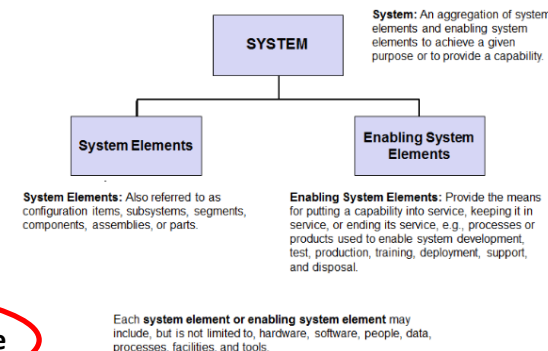 System: An aggregation of system
elements and enabling system
elements to achieve a given
purpose or to provide a capability.
SYSTEM
System Elements
Enabling System
Elements
System Elements: Also referred to as
configuration items, subsystems, segments,
components, assemblies, or parts.
Enabling System Elements: Provide the means
for putting a capability into service, keeping it in
service, or ending its service, e.g., processes or
products used to enable system development,
test, production, training, deployment, support,
and disposal.
Each system element or enabling system element may
include, but is not limited to, hardware, software, people, data,
processes, facilities, and tools.